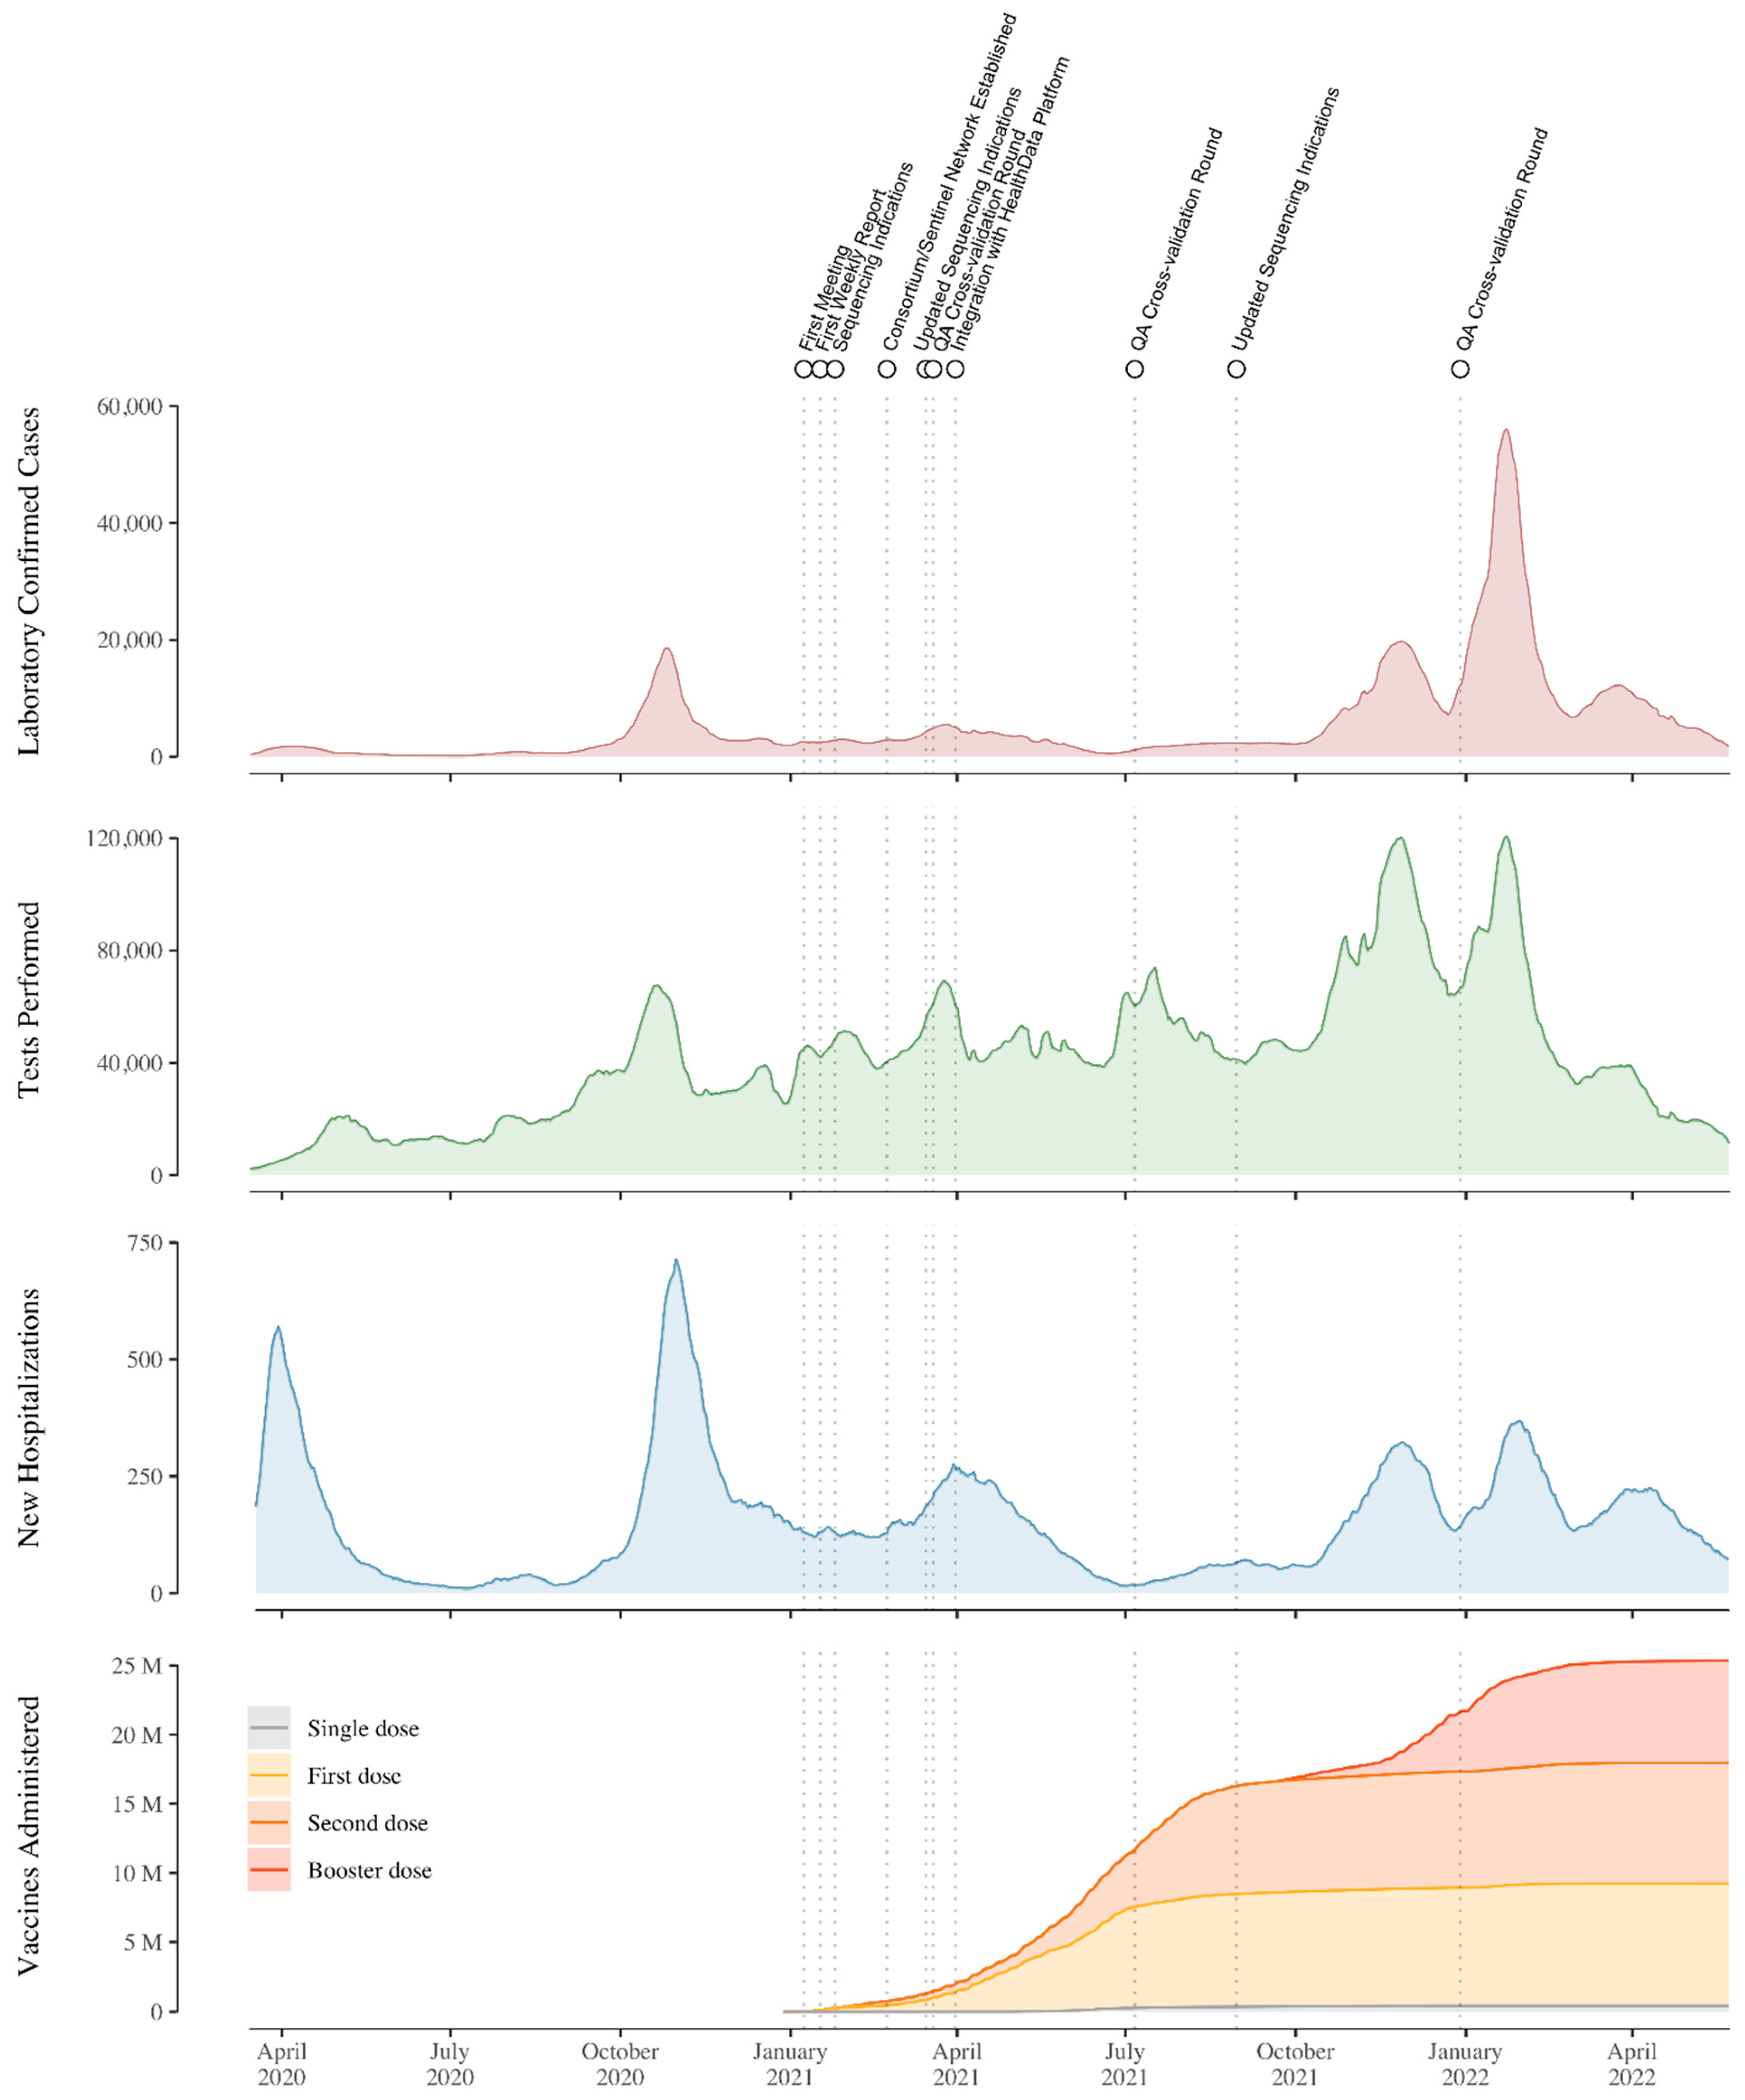 First Meeting
First Weekly Report
Sequencing Indications
Consortium/Sentinel Network Established
Updated Sequencing Indications
QA Cross-validation Round
Integration with HealthData Platform
QA Cross-validation Round
Updated Sequencing Indications
QA Cross-validation Round
Laboratory Confirmed Cases
60,000
40,000
20,000
0
Tests Performed
120,000
80,000
40,000
0
New Hospitalizations
750
500
250
0
Vaccines Administered
25 M
20 M
15 M
10 M
5 M
0
Single dose
First dose
Second dose
Booster dose
April
2020
July
2020
October
2020
January
2021
April
2021
July
2021
October
2021
January
2022
April
2022